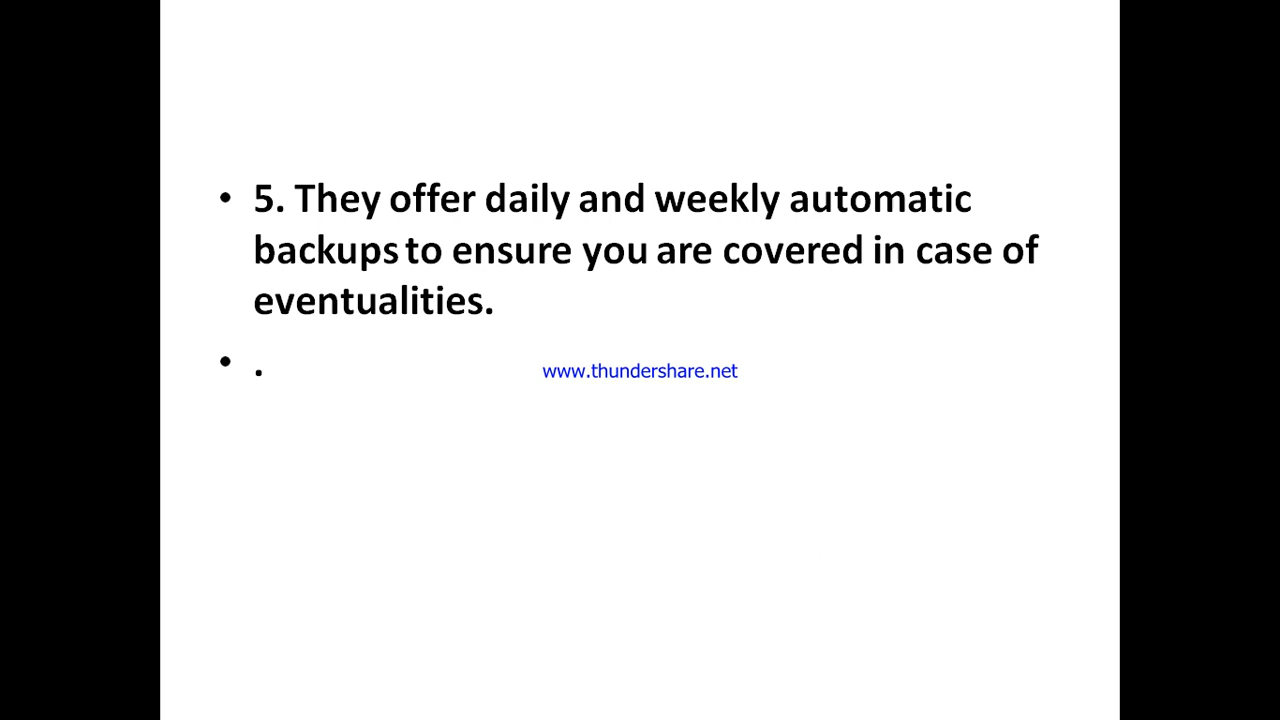 • 5. They offer daily and weekly automatic
backups to ensure you are covered in case of
eventualities.
• .
www.thundershare.net